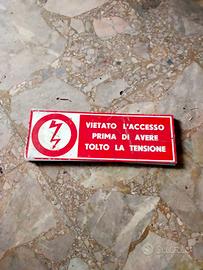 VIETATO L'ACCESSO
PRIMA DI AVERE
TOLTO LA TENSIONE